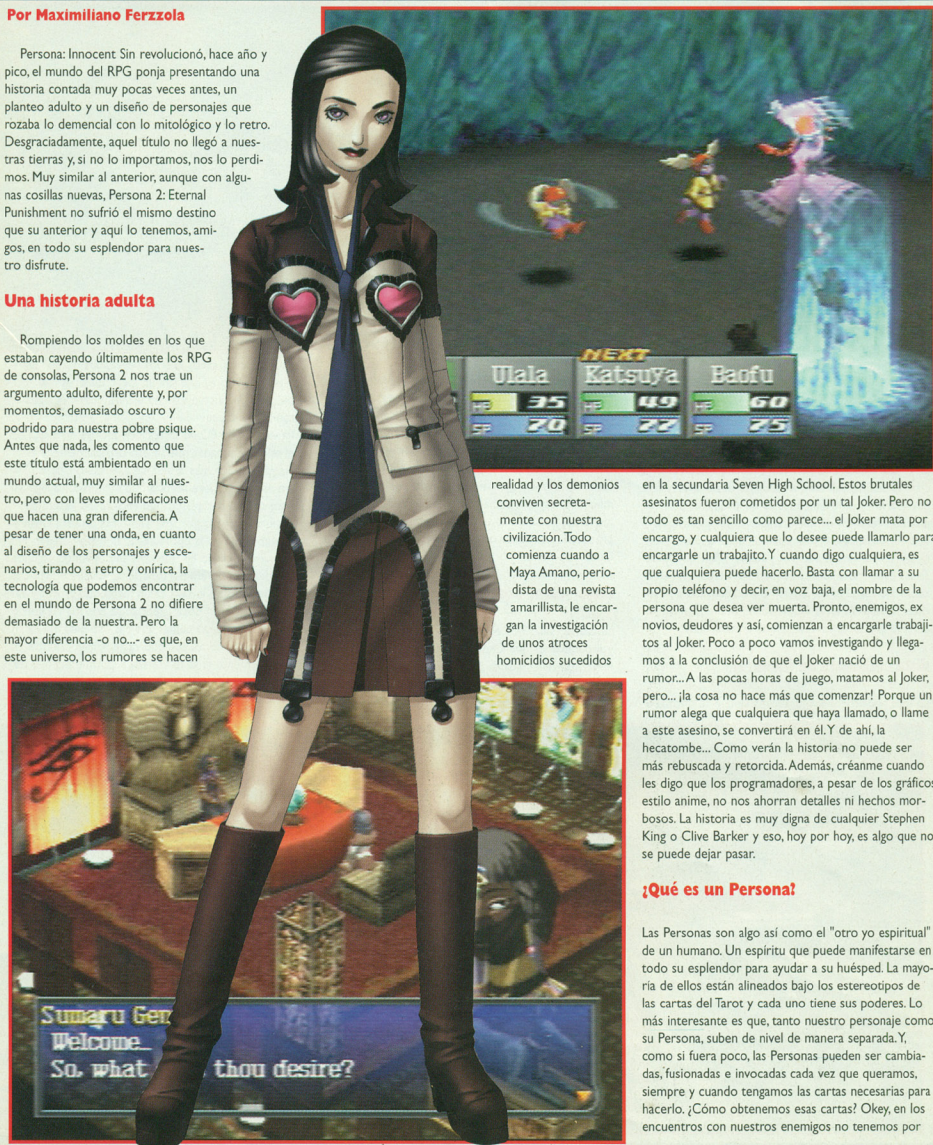 Por Maximiliano Ferzzola
Persona: Innocent Sin revolucionó, hace año y
pico, el mundo del RPG ponja presentando una
historia contada muy pocas veces antes, un
planteo adulto y un diseño de personajes que
rozaba lo demencial con lo mitológico y lo retro.
Desgraciadamente, aquel título no llegó a nues-
tras tierras y, si no lo importamos, nos lo perdi-
mos. Muy similar al anterior, aunque con algu-
nas cosillas nuevas, Persona 2: Eternal
Punishment no sufrió el mismo destino
que su anterior y aquí lo tenemos, ami-
gos, en todo su esplendor para nues-
tro disfrute.
Una historia adulta
Rompiendo los moldes en los que
estaban cayendo últimamente los RPG
de consolas, Persona 2 nos trae un
argumento adulto, diferente y, por
momentos, demasiado oscuro y
podrido para nuestra pobre psique.
Antes que nada, les comento que
este título está ambientado en un
mundo actual, muy similar al nues-
tro, pero con leves modificaciones
que hacen una gran diferencia. A
pesar de tener una onda, en cuanto
al diseño de los personajes y esce-
narios, tirando a retro y onírica, la
tecnología que podemos encontrar
en el mundo de Persona 2 no difiere
demasiado de la nuestra. Pero la
mayor diferencia -o no...- es que, en
este universo, los rumores se hacen
NEXT
Ulala Katsuya Baofu
HP 35 HP 49 HP 60
SP 70 SP 77 SP 75
realidad y los demonios
conviven secreta-
mente con nuestra
civilización. Todo
comienza cuando a
Maya Amano, perio-
dista de una revista
amarillista, le encar-
gan la investigación
de unos atroces
homicidios sucedidos
en la secundaria Seven High School. Estos brutales
asesinatos fueron cometidos por un tal Joker. Pero no
todo es tan sencillo como parece... el Joker mata por
encargo, y cualquiera que lo desee puede llamarlo para
encargarle un trabajito. Y cuando digo cualquiera, es
que cualquiera puede hacerlo. Basta con llamar a su
propio teléfono y decir, en voz baja, el nombre de la
persona que desea ver muerta. Pronto, enemigos, ex
novios, deudores y así, comienzan a encargarle trabaji-
tos al Joker. Poco a poco vamos investigando y llega-
mos a la conclusión de que el Joker nació de un
rumor... A las pocas horas de juego, matamos al Joker,
pero... ¡la cosa no hace más que comenzar! Porque un
rumor alega que cualquiera que haya llamado, o llame
a este asesino, se convertirá en él. Y de ahí, la
hecatombe... Como verán la historia no puede ser
más rebuscada y retorcida. Además, créanme cuando
les digo que los programadores, a pesar de los gráficos
estilo anime, no nos ahorran detalles ni hechos mor-
bosos. La historia es muy digna de cualquier Stephen
King o Clive Barker y eso, hoy por hoy, es algo que no
se puede dejar pasar.
¿Qué es un Persona?
Las Personas son algo así como el "otro yo espiritual"
de un humano. Un espíritu que puede manifestarse en
todo su esplendor para ayudar a su huésped. La mayo-
ría de ellos están alineados bajo los estereotipos de
las cartas del Tarot y cada uno tiene sus poderes. Lo
más interesante es que, tanto nuestro personaje como
su Persona, suben de nivel de manera separada. Y,
como si fuera poco, las Personas pueden ser cambia-
das, fusionadas e invocadas cada vez que queramos,
siempre y cuando tengamos las cartas necesarias para
hacerlo. ¿Cómo obtenemos esas cartas? Okey, en los
encuentros con nuestros enemigos no tenemos por
Sumaru Gen
Welcome_
So, what thou desire?